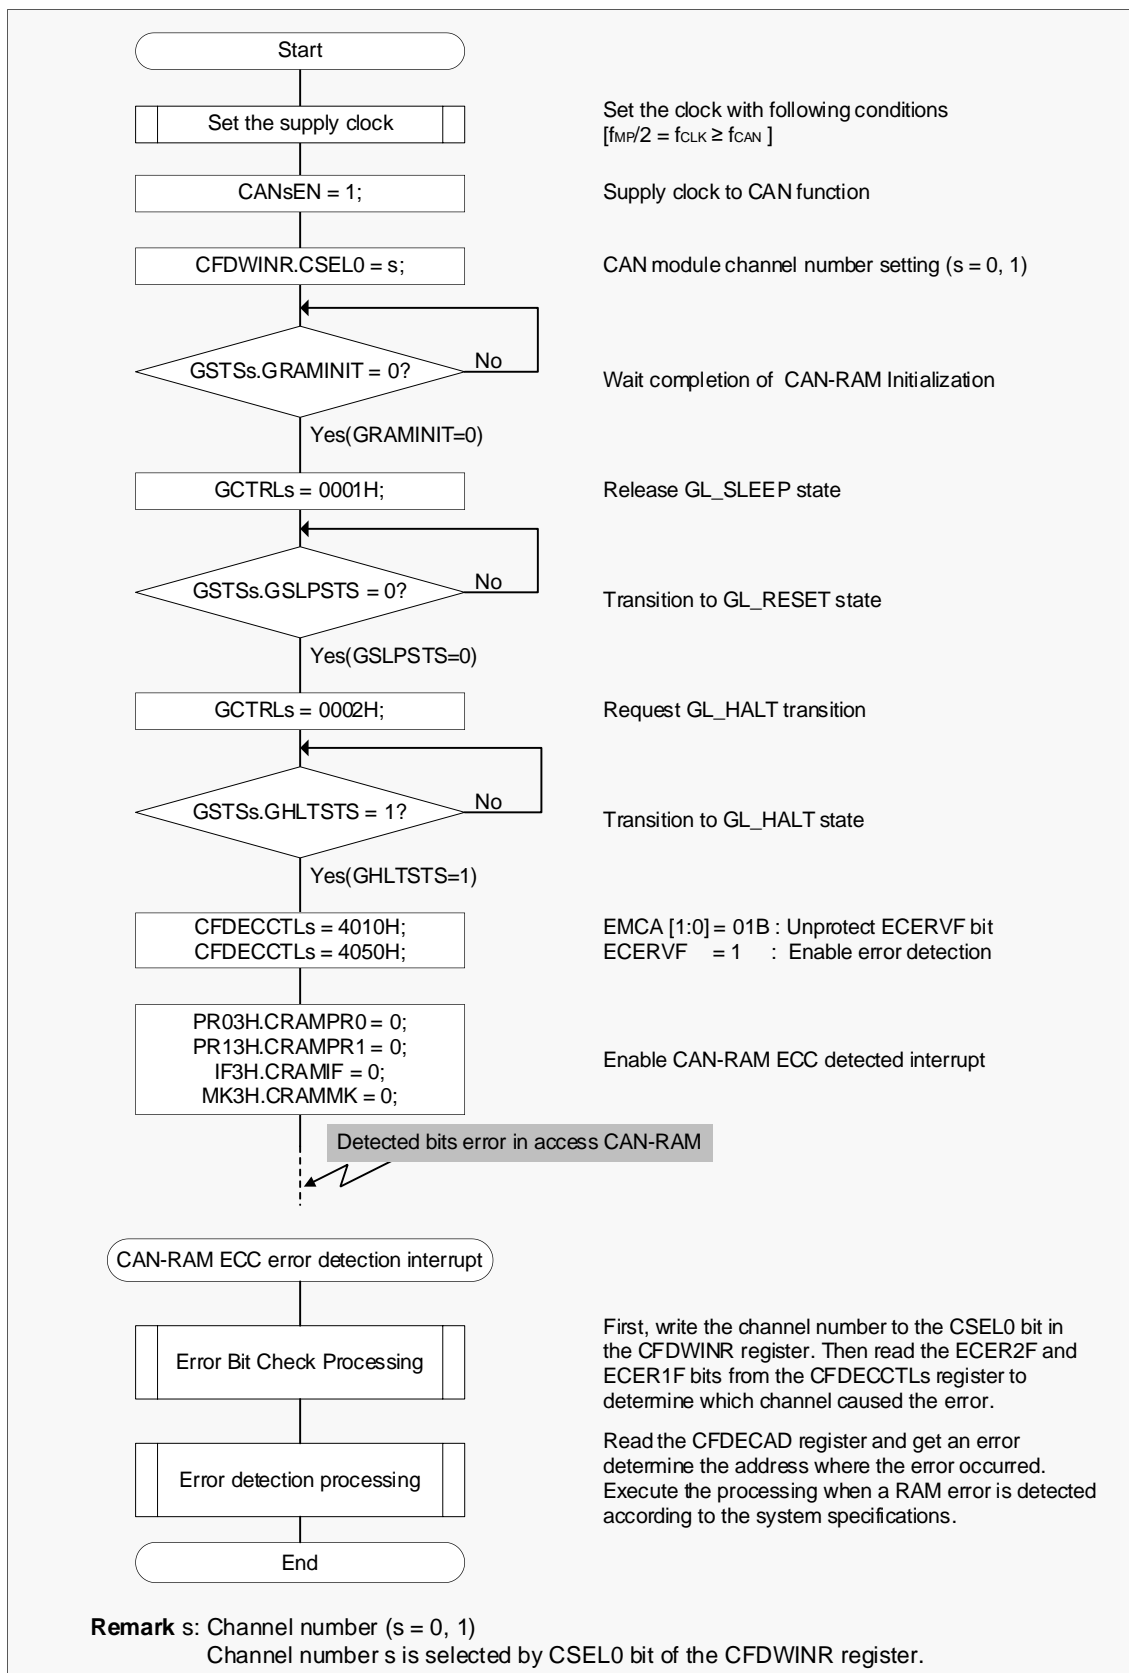 Start
Set the supply clock
Set the clock with following conditions
[fMP/2 = fCLK ≥ fCAN ]
CANsEN = 1;
Supply clock to CAN function
CFDWINR.CSEL0 = s;
CAN module channel number setting (s = 0, 1)
GSTSs.GRAMINIT = 0?
No
Wait completion of CAN-RAM Initialization
Yes(GRAMINIT=0)
GCTRLs = 0001H;
Release GL_SLEEP state
GSTSs.GSLPSTS = 0?
No
Transition to GL_RESET state
Yes(GSLPSTS=0)
GCTRLs = 0002H;
Request GL_HALT transition
GSTSs.GHLTSTS = 1?
No
Transition to GL_HALT state
Yes(GHLTSTS=1)
CFDECCTLs = 4010H;
CFDECCTLs = 4050H;
EMCA [1:0] = 01B : Unprotect ECERVF bit
ECERVF = 1 : Enable error detection
PR03H.CRAMPR0 = 0;
PR13H.CRAMPR1 = 0;
IF3H.CRAMIF = 0;
MK3H.CRAMMK = 0;
Enable CAN-RAM ECC detected interrupt
Detected bits error in access CAN-RAM
CAN-RAM ECC error detection interrupt
Error Bit Check Processing
First, write the channel number to the CSEL0 bit in
the CFDWINR register. Then read the ECER2F and
ECER1F bits from the CFDECCTLs register to
determine which channel caused the error.
Error detection processing
Read the CFDECAD register and get an error
determine the address where the error occurred.
Execute the processing when a RAM error is detected
according to the system specifications.
End
Remark s: Channel number (s = 0, 1)
Channel number s is selected by CSEL0 bit of the CFDWINR register.